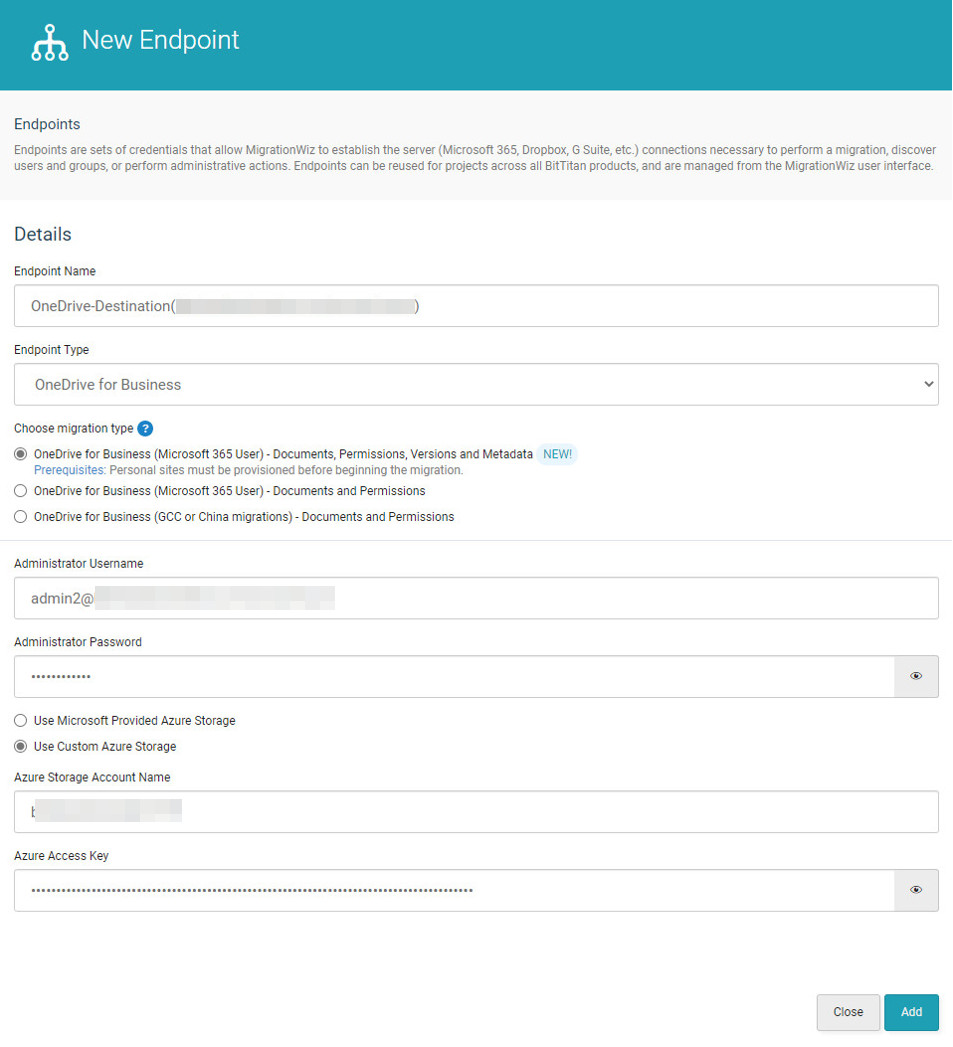 New Endpoint
Endpoints
Endpoints are sets of credentials that allow MigrationWiz to establish the server (Microsoft 365, Dropbox, G Suite, etc.) connections necessary to perform a migration, discover
users and groups, or perform administrative actions. Endpoints can be reused for projects across all BitTitan products, and are managed from the MigrationWiz user interface.
Details
Endpoint Name
OneDrive-Destination( )
Endpoint Type
OneDrive for Business
Choose migration type ?
OneDrive for Business (Microsoft 365 User) - Documents, Permissions, Versions and Metadata NEW!
Prerequisites: Personal sites must be provisioned before beginning the migration.
OneDrive for Business (Microsoft 365 User) - Documents and Permissions
OneDrive for Business (GCC or China migrations) - Documents and Permissions
Administrator Username
admin2@
Administrator Password
••••••••••••
Use Microsoft Provided Azure Storage
Use Custom Azure Storage
Azure Storage Account Name
Azure Access Key
Close
Add